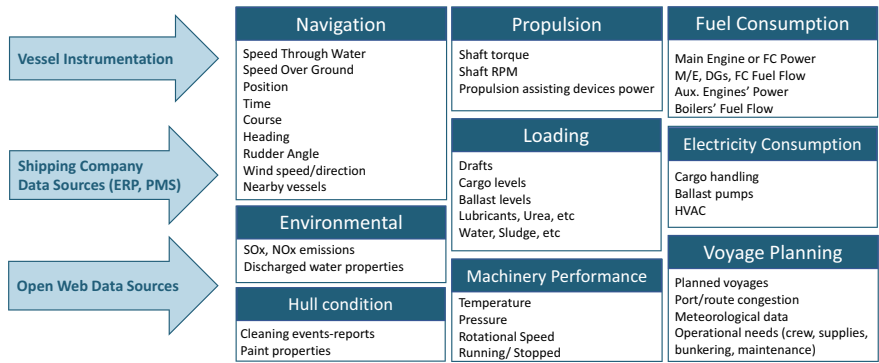 Vessel Instrumentation
Shipping Company
Data Sources (ERP, PMS)
Open Web Data Sources
Navigation
Speed Through Water
Speed Over Ground
Position
Time
Course
Heading
Rudder Angle
Wind speed/direction
Nearby vessels
Environmental
SOx, NOx emissions
Discharged water properties
Hull condition
Cleaning events-reports
Paint properties
Propulsion
Shaft torque
Shaft RPM
Propulsion assisting devices power
Loading
Drafts
Cargo levels
Ballast levels
Lubricants, Urea, etc
Water, Sludge, etc
Machinery Performance
Temperature
Pressure
Rotational Speed
Running/ Stopped
Fuel Consumption
Main Engine or FC Power
M/E, DGs, FC Fuel Flow
Aux. Engines’ Power
Boilers’ Fuel Flow
Electricity Consumption
Cargo handling
Ballast pumps
HVAC
Voyage Planning
Planned voyages
Port/route congestion
Meteorological data
Operational needs (crew, supplies,
bunkering, maintenance)